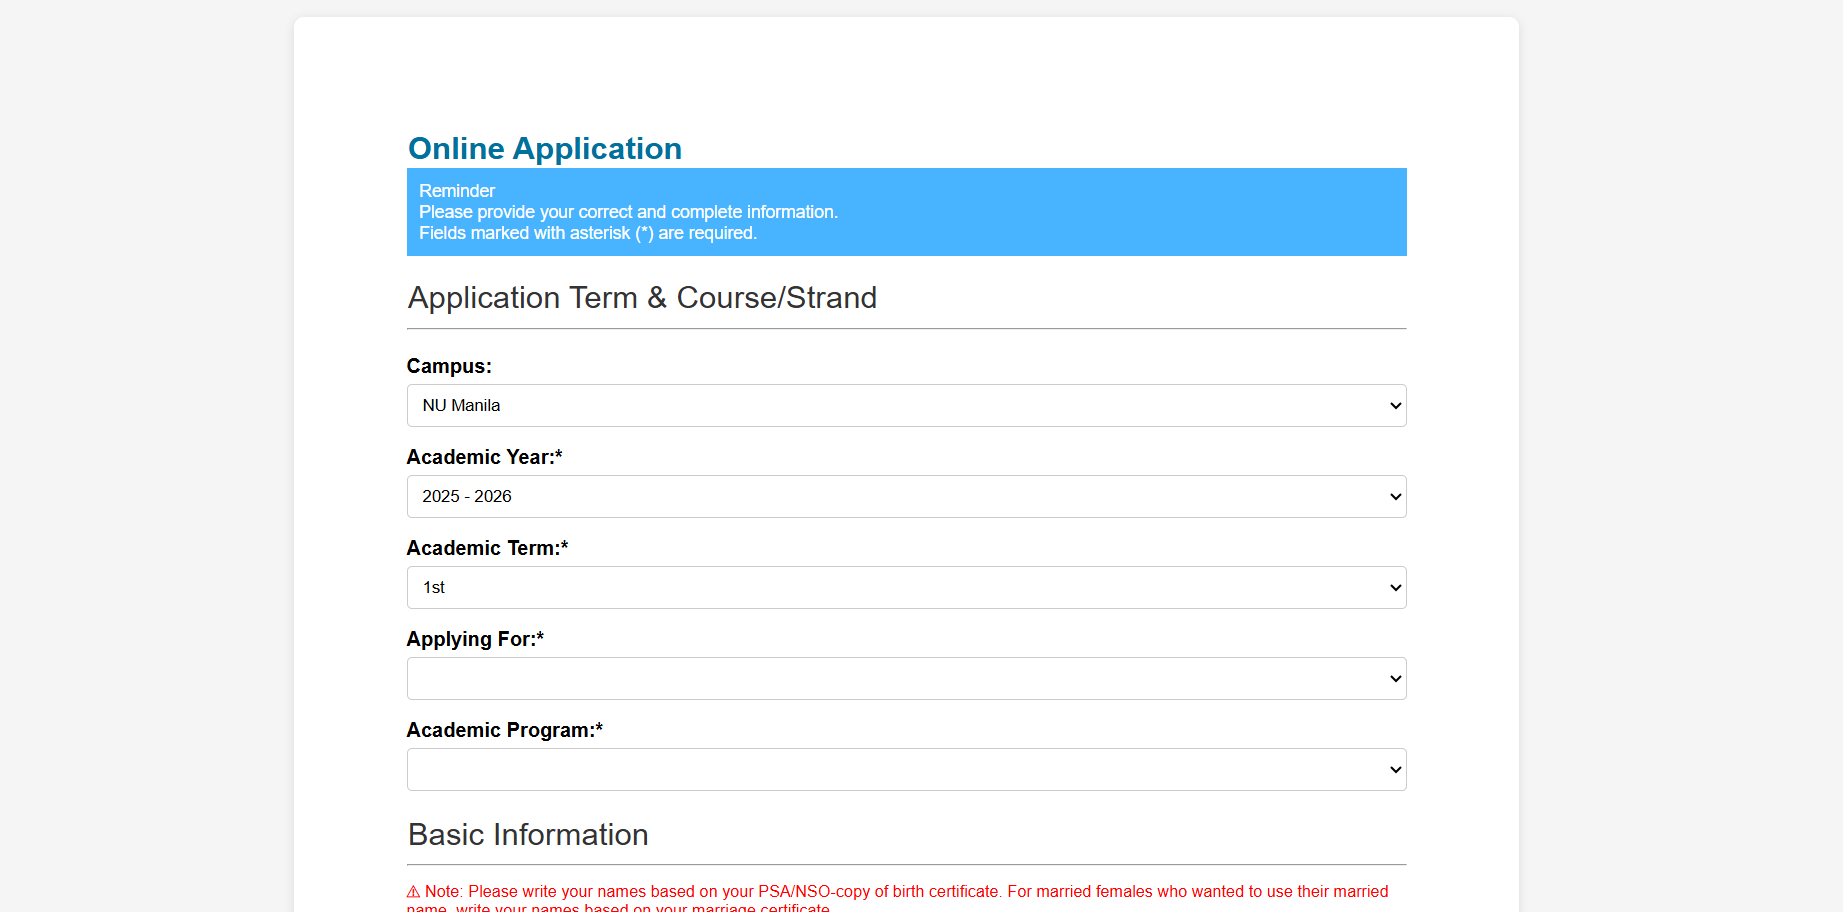 Online Application
Reminder
Please provide your correct and complete information.
Fields marked with asterisk (*) are required.
Application Term & Course/Strand
Campus:
NU Manila
Academic Year:*
2025 - 2026
Academic Term:*
1st
Applying For:*
Academic Program:*
Basic Information
⚠ Note: Please write your names based on your PSA/NSO-copy of birth certificate. For married females who wanted to use their married
name, write your names based on your marriage certificate.